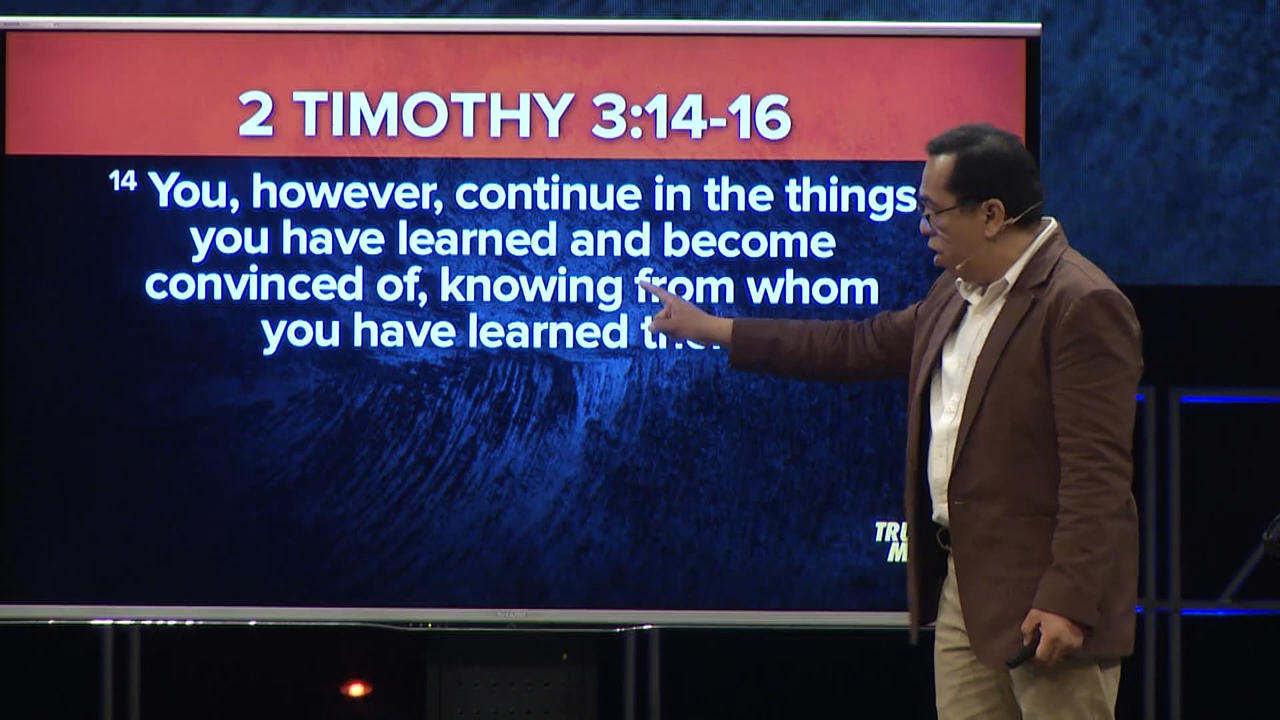 2 TIMOTHY 3:14-16
14 You, however, continue in the things
you have learned and become
convinced of, knowing from whom
you have learned